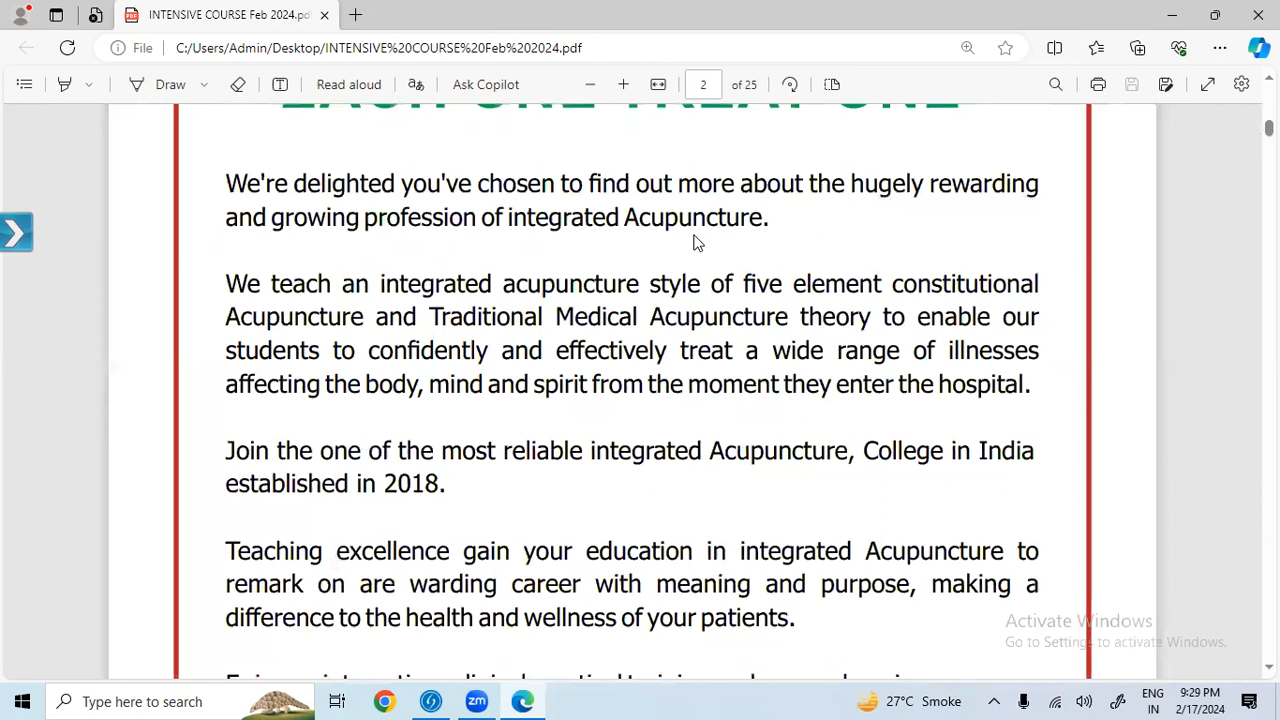 INTENSIVE COURSE Feb 2024.pd
File
C:/Users/Admin/Desktop/INTENSIVE%20COURSE%20Feb%202024.pdf
Draw
Read aloud
Ask Copilot
2
of 25
EACH ONE TREAT ONE
We're delighted you've chosen to find out more about the hugely rewarding
and growing profession of integrated Acupuncture.
We teach an integrated acupuncture style of five element constitutional
Acupuncture and Traditional Medical Acupuncture theory to enable our
students to confidently and effectively treat a wide range of illnesses
affecting the body, mind and spirit from the moment they enter the hospital.
Join the one of the most reliable integrated Acupuncture, College in India
established in 2018.
Teaching excellence gain your education in integrated Acupuncture to
remark on are warding career with meaning and purpose, making a
difference to the health and wellness of your patients.
Activate Windows
Go to Settings to activate Windows.
Type here to search
zm
27°C Smoke
ENG
IN
9:29 PM
2/17/2024